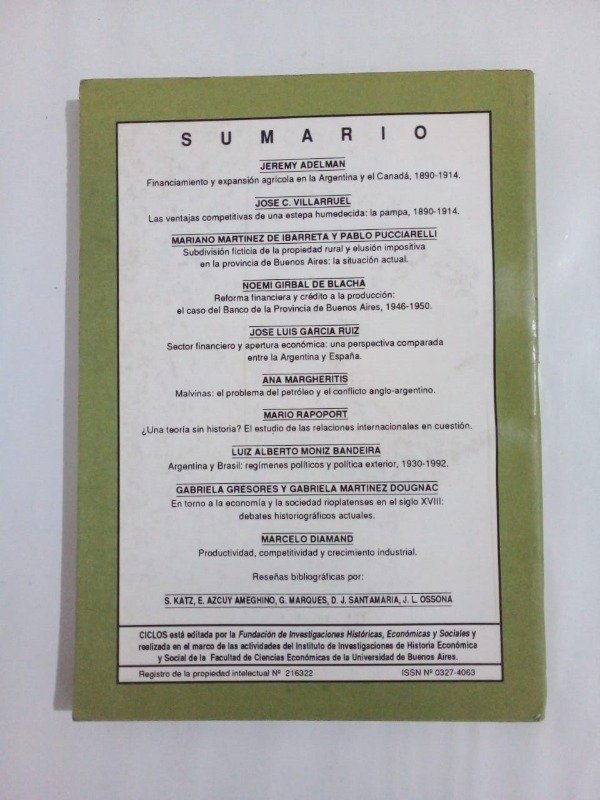 SUMARIO
JEREMY ADELMAN
Financiamiento y expansión agrícola en la Argentina y el Canadá, 1890-1914.
JOSE C. VILLARRUEL
Las ventajas competitivas de una estepa humedecida: la pampa, 1890-1914.
MARIANO MARTINEZ DE IBARRETA Y PABLO PUCCIARELLI
Subdivisión ficticia de la propiedad rural y elusión impositiva
en la provincia de Buenos Aires: la situación actual.
NOEMI GIRBAL DE BLACHA
Reforma financiera y crédito a la producción:
el caso del Banco de la Provincia de Buenos Aires, 1946-1950.
JOSE LUIS GARCIA RUIZ
Sector financiero y apertura económica: una perspectiva comparada
entre la Argentina y España.
ANA MARGHERITIS
Malvinas: el problema del petróleo y el conflicto anglo-argentino.
MARIO RAPOPORT
¿Una teoría sin historia? El estudio de las relaciones internacionales en cuestión.
LUIZ ALBERTO MONIZ BANDEIRA
Argentina y Brasil: regímenes políticos y política exterior, 1930-1992.
GABRIELA GRESORES Y GABRIELA MARTINEZ DOUGNAC
En torno a la economía y la sociedad rioplatenses en el siglo XVIII:
debates historiográficos actuales.
MARCELO DIAMAND
Productividad, competitividad y crecimiento industrial.
Reseñas bibliográficas por:
S. KATZ, E. AZCUY AMEGHINO, G. MARQUES, D. J. SANTAMARIA, J. L. OSSONA
CICLOS está editada por la Fundación de Investigaciones Históricas, Económicas y Sociales y
realizada en el marco de las actividades del Instituto de Investigaciones de Historia Económica
y Social de la Facultad de Ciencias Económicas de la Universidad de Buenos Aires.
Registro de la propiedad intelectual Nº 216322 ISSN Nº 0327-4063